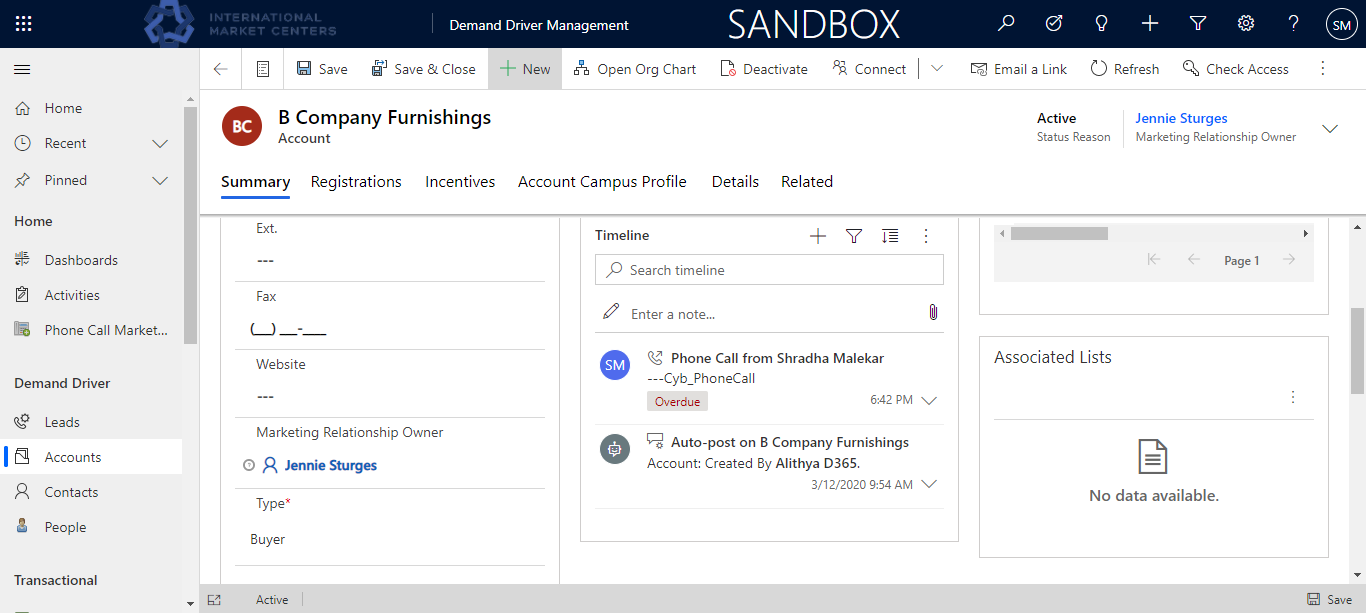 INTERNATIONAL
MARKET CENTERS
Demand Driver Management
SANDBOX
SM
Save
Save & Close
New
Open Org Chart
Deactivate
Connect
Email a Link
Refresh
Check Access
Home
Recent
Pinned
Home
Dashboards
Activities
Phone Call Market...
Demand Driver
Leads
Accounts
Contacts
People
Transactional
BC
B Company Furnishings
Account
Active
Status Reason
Jennie Sturges
Marketing Relationship Owner
Summary
Registrations
Incentives
Account Campus Profile
Details
Related
Ext.
---
Fax
(__) __-___
Website
---
Marketing Relationship Owner
Jennie Sturges
Type*
Buyer
Timeline
Search timeline
Enter a note...
SM
Phone Call from Shradha Malekar
---Cyb_PhoneCall
Overdue
6:42 PM
Auto-post on B Company Furnishings
Account: Created By Alithya D365.
3/12/2020 9:54 AM
Page 1
Associated Lists
No data available.
Active
Save